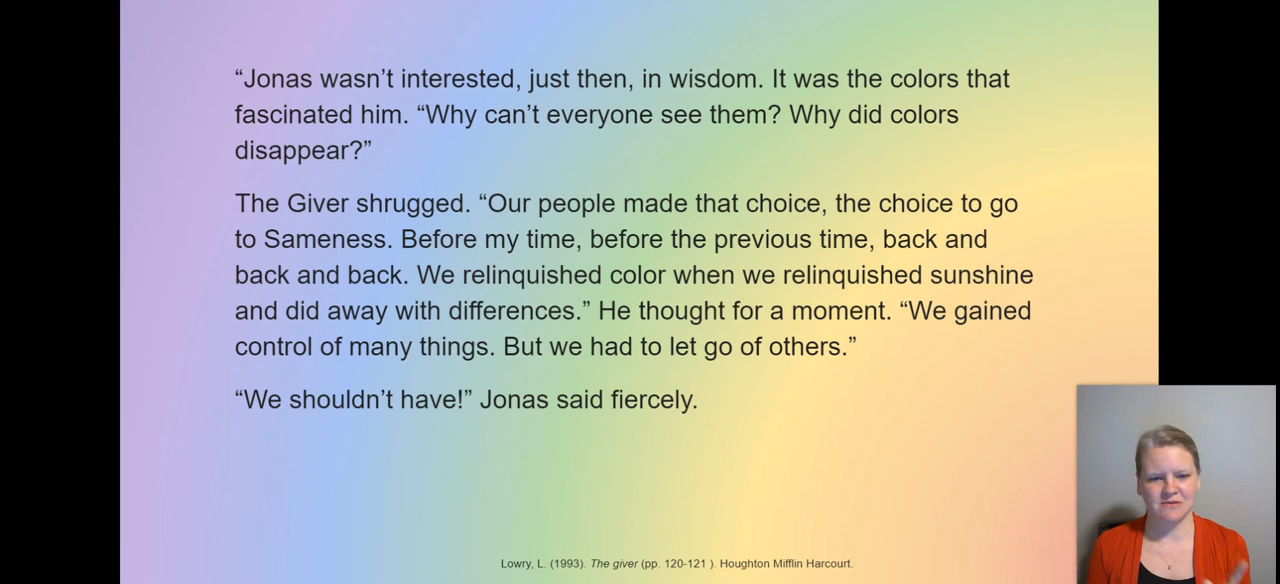 “Jonas wasn’t interested, just then, in wisdom. It was the colors that
fascinated him. “Why can’t everyone see them? Why did colors
disappear?”
The Giver shrugged. “Our people made that choice, the choice to go
to Sameness. Before my time, before the previous time, back and
back and back. We relinquished color when we relinquished sunshine
and did away with differences.” He thought for a moment. “We gained
control of many things. But we had to let go of others.”
“We shouldn’t have!” Jonas said fiercely.
Lowry, L. (1993). The giver (pp. 120-121 ). Houghton Mifflin Harcourt.